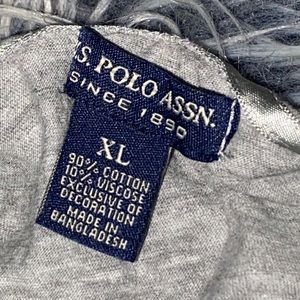 .S. POLO ASSN.
SINCE 1890
XL
90% COTTON
10% VISCOSE
EXCLUSIVE OF
DECORATION
MADE IN
BANGLADESH